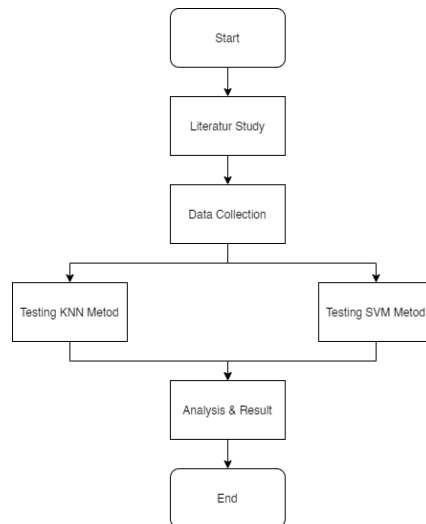 Start
Literatur Study
Data Collection
Testing KNN Metod
Testing SVM Metod
Analysis & Result
End